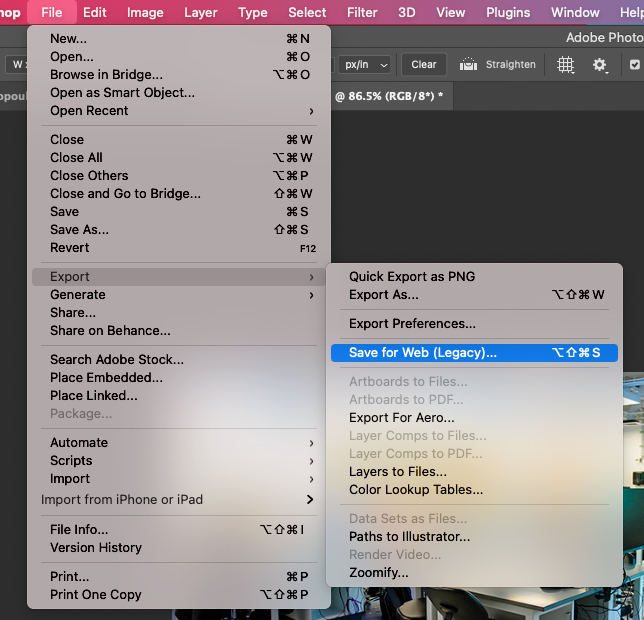 File Edit Image Layer Type Select Filter 3D View Plugins Window
Adobe Photo
px/in Clear Straighten
@ 86.5% (RGB/8*) *
New... ⌘N
Open... ⌘O
Browse in Bridge... ⌥⌘O
Open as Smart Object...
Open Recent
Close ⌘W
Close All ⌥⌘W
Close Others ⌥⌘P
Close and Go to Bridge... ⇧⌘W
Save ⌘S
Save As... ⇧⌘S
Revert F12
Export
Generate
Share...
Share on Behance...
Search Adobe Stock...
Place Embedded...
Place Linked...
Package...
Automate
Scripts
Import
Import from iPhone or iPad
File Info... ⌥⇧⌘I
Version History
Print... ⌘P
Print One Copy ⌥⇧⌘P
Quick Export as PNG
Export As... ⌥⇧⌘W
Export Preferences...
Save for Web (Legacy)... ⌥⇧⌘S
Artboards to Files...
Artboards to PDF...
Export For Aero...
Layer Comps to Files...
Layer Comps to PDF...
Layers to Files...
Color Lookup Tables...
Data Sets as Files...
Paths to Illustrator...
Render Video...
Zoomify...